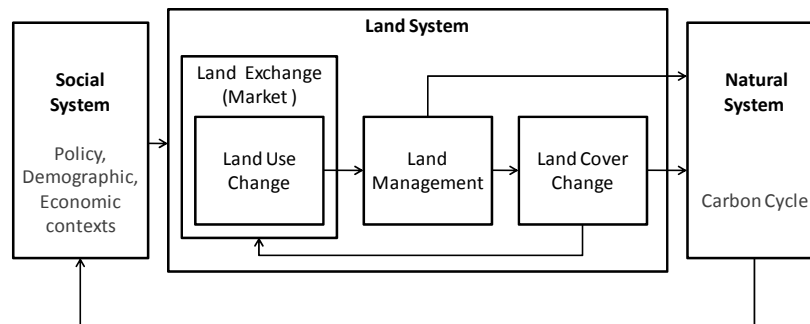 Land System
Social
System
Policy,
Demographic,
Economic
contexts
Land Exchange
(Market )
Land Use
Change
Land
Management
Land Cover
Change
Natural
System
Carbon Cycle